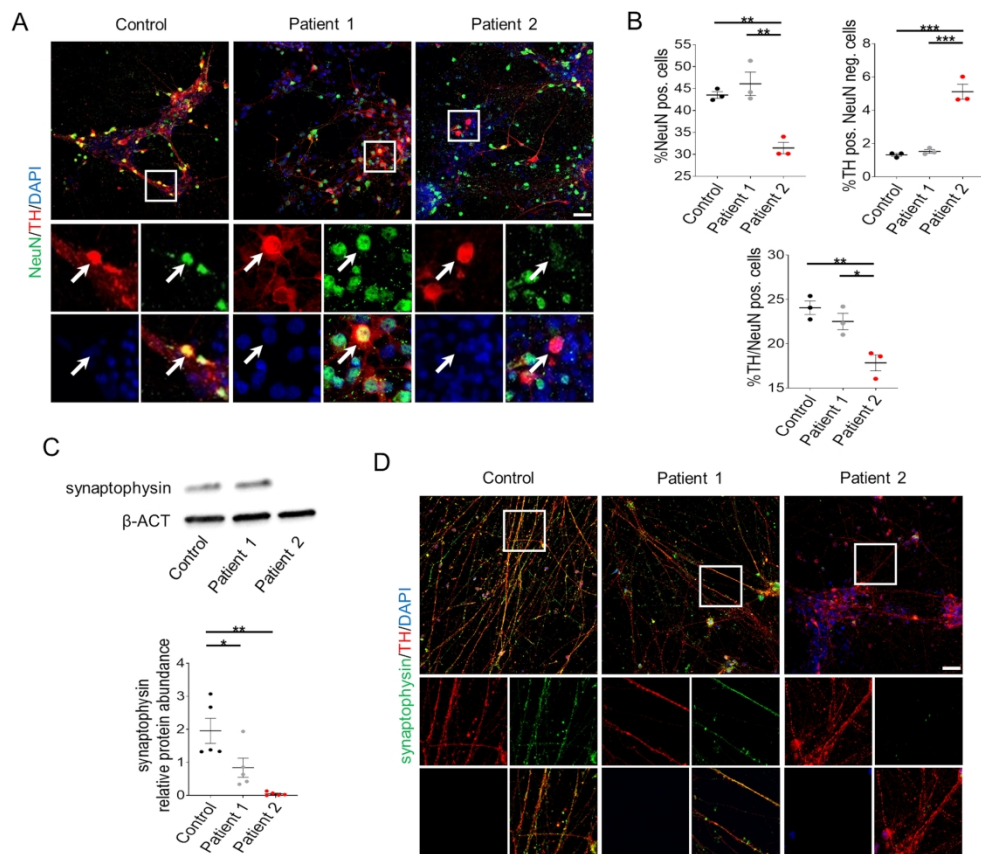 A
Control
Patient 1
Patient 2
NeuN/TH/DAPI
B
**
**
%NeuN pos. cells
50
45
40
35
30
25
Control
Patient 1
Patient 2
***
***
%TH pos. NeuN neg. cells
8
6
4
2
0
Control
Patient 1
Patient 2
**
*
%TH/NeuN pos. cells
30
25
20
15
Control
Patient 1
Patient 2
C
synaptophysin
β-ACT
Control
Patient 1
Patient 2
**
*
synaptophysin
relative protein abundance
4
3
2
1
0
Control
Patient 1
Patient 2
D
Control
Patient 1
Patient 2
synaptophysin/TH/DAPI